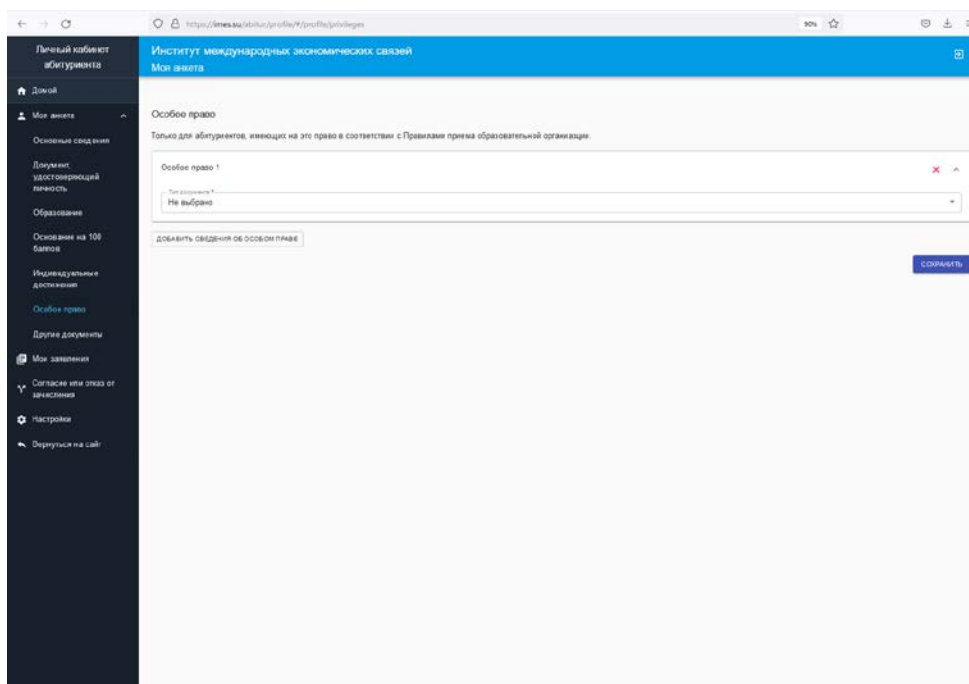 https://imes.su/abitur/profile/#/profile/privileges
90%
Личный кабинет
абитуриента
Институт международных экономических связей
Моя анкета
Домой
Моя анкета
Основные сведения
Документ,
удостоверяющий
личность
Образование
Основание на 100
баллов
Индивидуальные
достижения
Особое право
Другие документы
Мои заявления
Согласие или отказ от
зачисления
Настройки
Вернуться на сайт
Особое право
Только для абитуриентов, имеющих на это право в соответствии с Правилами приема образовательной организации.
Особое право 1
Тип документа *
Не выбрано
ДОБАВИТЬ СВЕДЕНИЯ ОБ ОСОБОМ ПРАВЕ
СОХРАНИТЬ